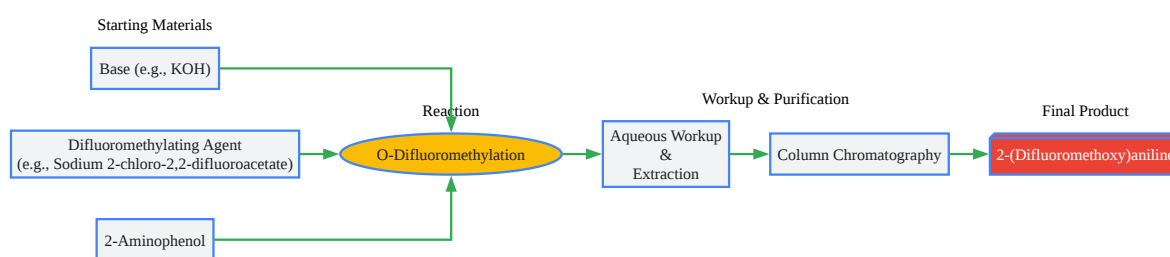 Starting Materials
Base (e.g., KOH)
Reaction
Workup & Purification
Final Product
Difluoromethylating Agent
(e.g., Sodium 2-chloro-2,2-difluoroacetate)
O-Difluoromethylation
Aqueous Workup
&
Extraction
Column Chromatography
2-(Difluoromethoxy)aniline
2-Aminophenol